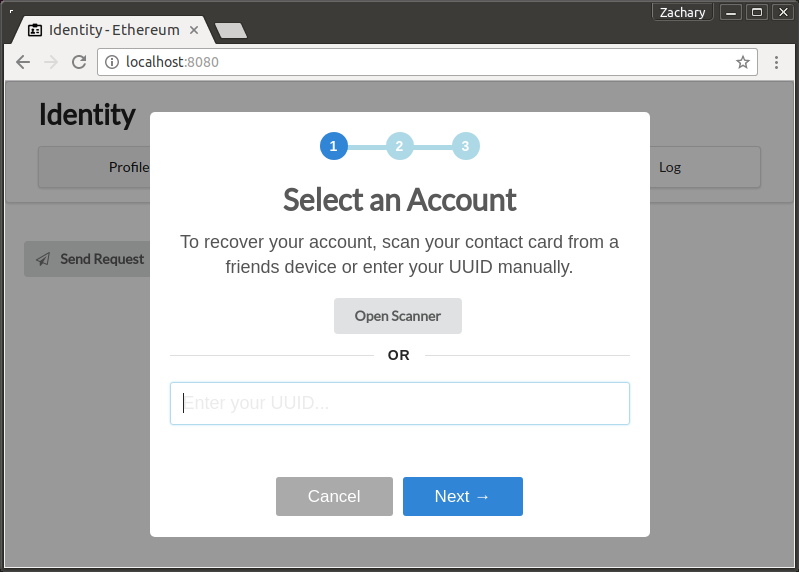 Zachary
Identity - Ethereum
localhost:8080
Identity
Profile
Log
Send Request
1
2
3
Select an Account
To recover your account, scan your contact card from a
friends device or enter your UUID manually.
Open Scanner
OR
Enter your UUID...
Cancel
Next →